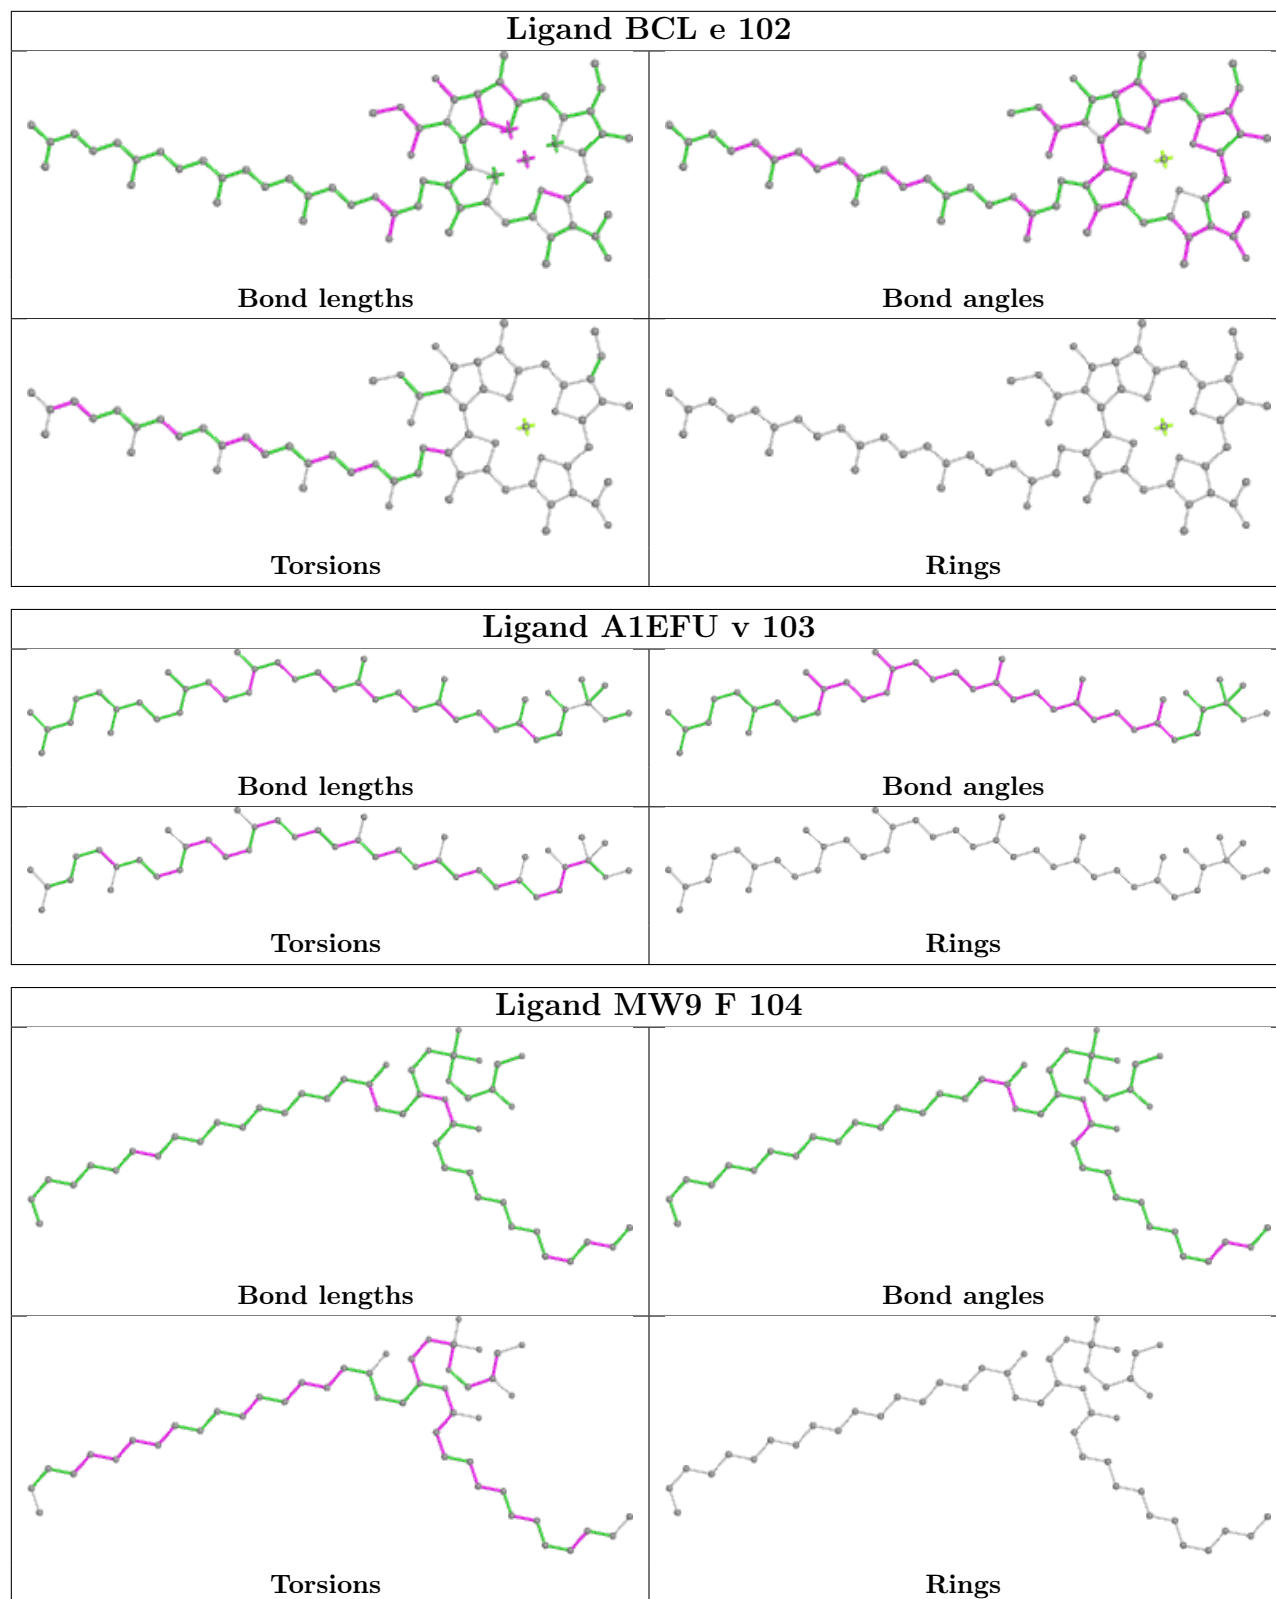 Ligand BCL e 102
Bond lengths
Bond angles
Torsions
Rings
Ligand A1EFU v 103
Bond lengths
Bond angles
Torsions
Rings
Ligand MW9 F 104
Bond lengths
Bond angles
Torsions
Rings